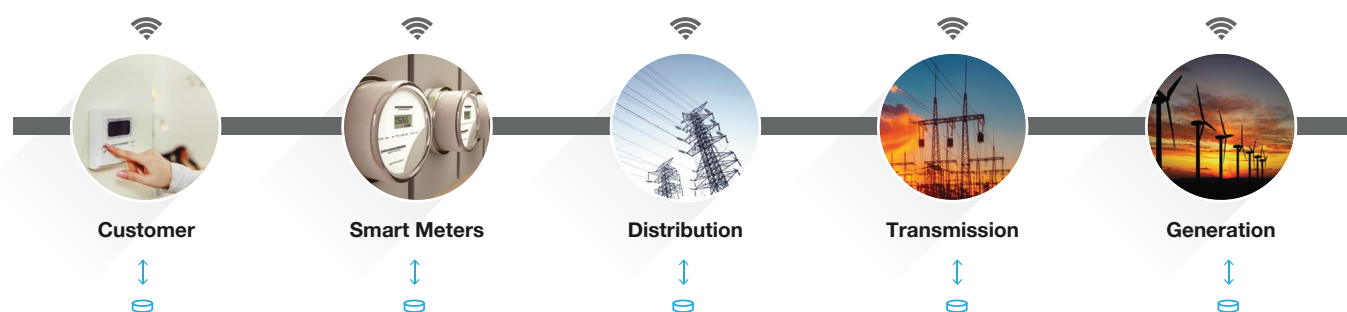 Customer
Smart Meters
Distribution
Transmission
Generation